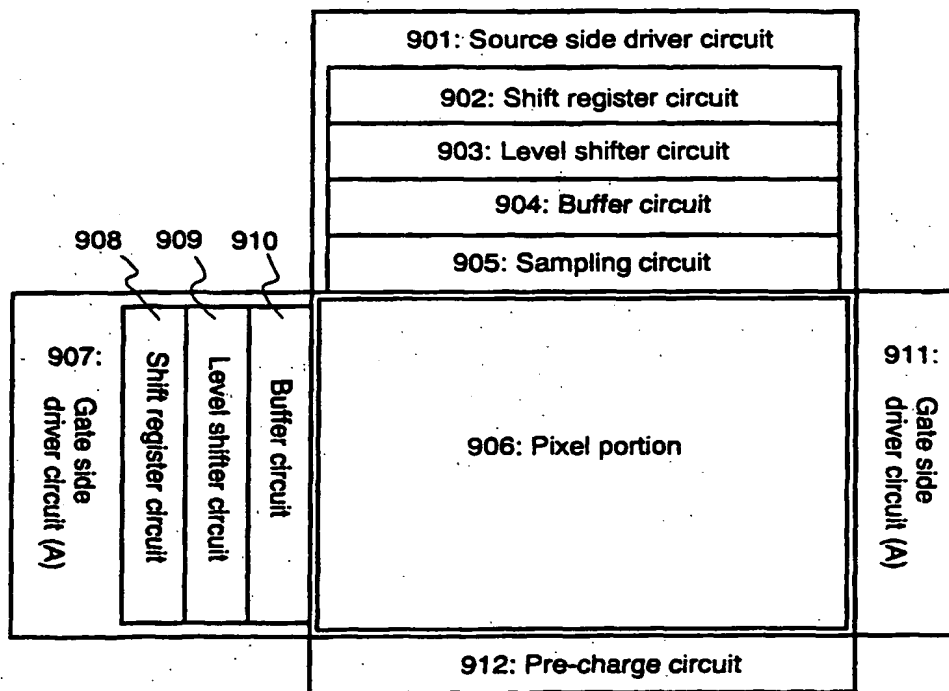 901: Source side driver circuit
902: Shift register circuit
903: Level shifter circuit
904: Buffer circuit
905: Sampling circuit
908 909 910
907:
Gate side
driver circuit (A)
Shift register circuit
Level shifter circuit
Buffer circuit
906: Pixel portion
911:
Gate side
driver circuit (A)
912: Pre-charge circuit